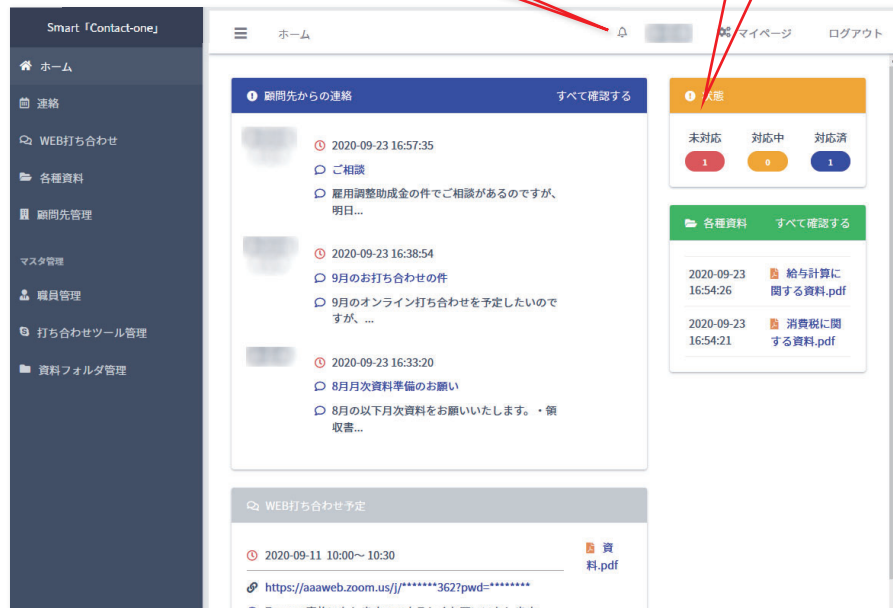 Smart「Contact-one」
ホーム
連絡
WEB打ち合わせ
各種資料
顧問先管理
マスタ管理
職員管理
打ち合わせツール管理
資料フォルダ管理
ホーム
マイページ
ログアウト
顧問先からの連絡 すべて確認する
2020-09-23 16:57:35
ご相談
雇用調整助成金の件でご相談があるのですが、
明日...
2020-09-23 16:38:54
9月のお打ち合わせの件
9月のオンライン打ち合わせを予定したいので
すが、...
2020-09-23 16:33:20
8月月次資料準備のお願い
8月の以下月次資料をお願いいたします。・領
収書...
WEB打ち合わせ予定
2020-09-11 10:00～10:30
資
料.pdf
https://aaaweb.zoom.us/j/*******362?pwd=********
状態
未対応 対応中 対応済
1 0 1
各種資料 すべて確認する
2020-09-23
16:54:26
給与計算に
関する資料.pdf
2020-09-23
16:54:21
消費税に関
する資料.pdf